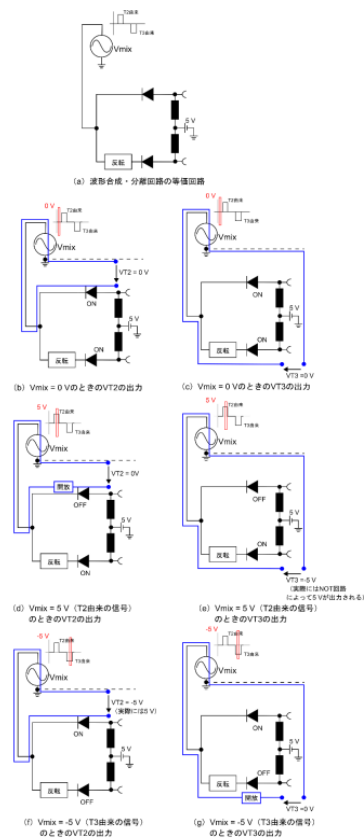 T2由来
T3由来
Vmix
5 V
反転
(a) 波形合成・分離回路の等価回路
0 V
T2由来
T3由来
Vmix
VT2 = 0 V
ON
5 V
反転
ON
(b) Vmix = 0 VのときのVT2の出力
0 V
T2由来
T3由来
Vmix
ON
5 V
反転
ON
VT3 =0 V
(c) Vmix = 0 VのときのVT3の出力
5 V
T2由来
T3由来
Vmix
VT2 = 0V
開放
OFF
5 V
反転
ON
(d) Vmix = 5 V (T2由来の信号)
のときのVT2の出力
5 V
T2由来
T3由来
Vmix
OFF
5 V
反転
ON
VT3 = -5 V
(実際にはNOT回路
によって5 Vが出力される)
(e) Vmix = 5 V (T2由来の信号)
のときのVT3の出力
-5 V
T2由来
T3由来
Vmix
VT2 = -5 V
(実際には5 V)
ON
5 V
反転
OFF
(f) Vmix = -5 V (T3由来の信号)
のときのVT2の出力
-5 V
T2由来
T3由来
Vmix
ON
5 V
反転
OFF
開放
VT3 =0 V
(g) Vmix = -5 V (T3由来の信号)
のときのVT3の出力